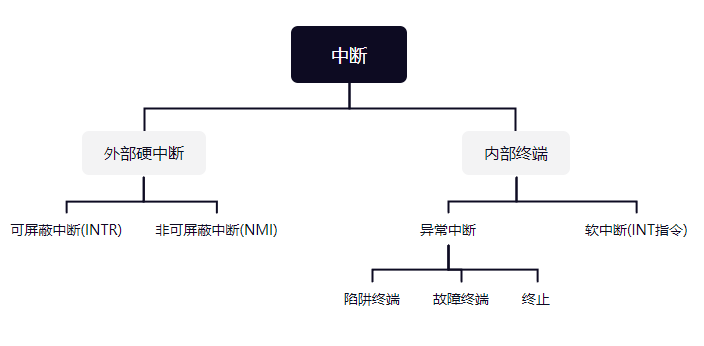 中断
外部硬中断
内部终端
可屏蔽中断(INTR)
非可屏蔽中断(NMI)
异常中断
软中断(INT指令)
陷阱终端
故障终端
终止